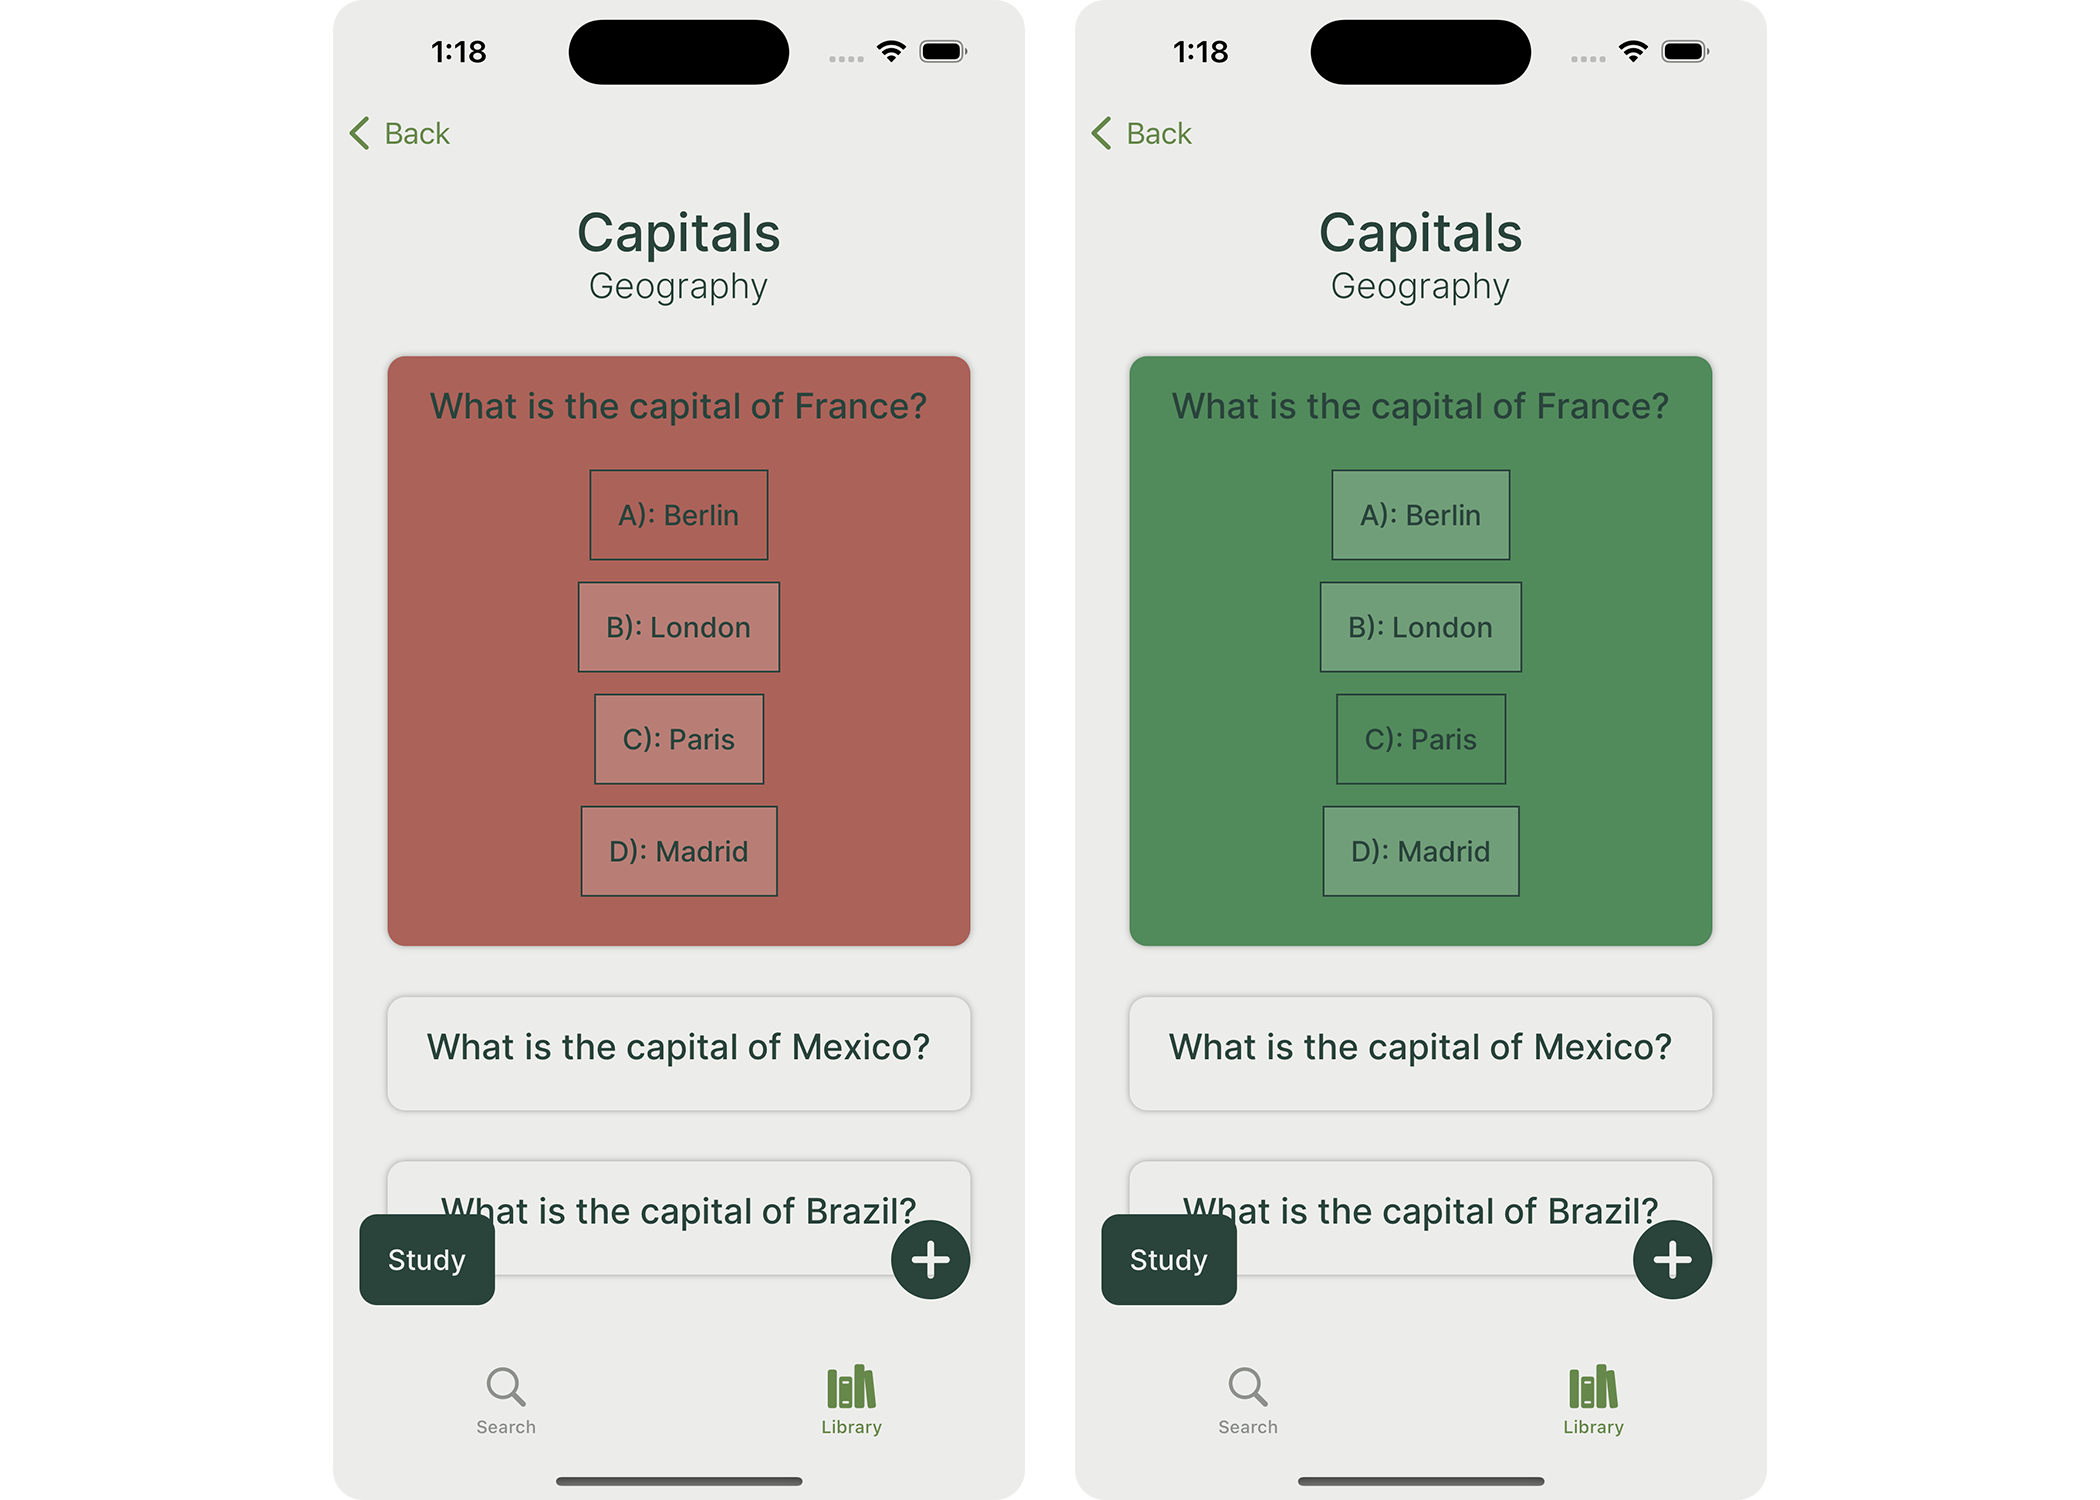 1:18
Back
Capitals
Geography
What is the capital of France?
A): Berlin
B): London
C): Paris
D): Madrid
What is the capital of Mexico?
What is the capital of Brazil?
Study
Search
Library
1:18
Back
Capitals
Geography
What is the capital of France?
A): Berlin
B): London
C): Paris
D): Madrid
What is the capital of Mexico?
What is the capital of Brazil?
Study
Search
Library